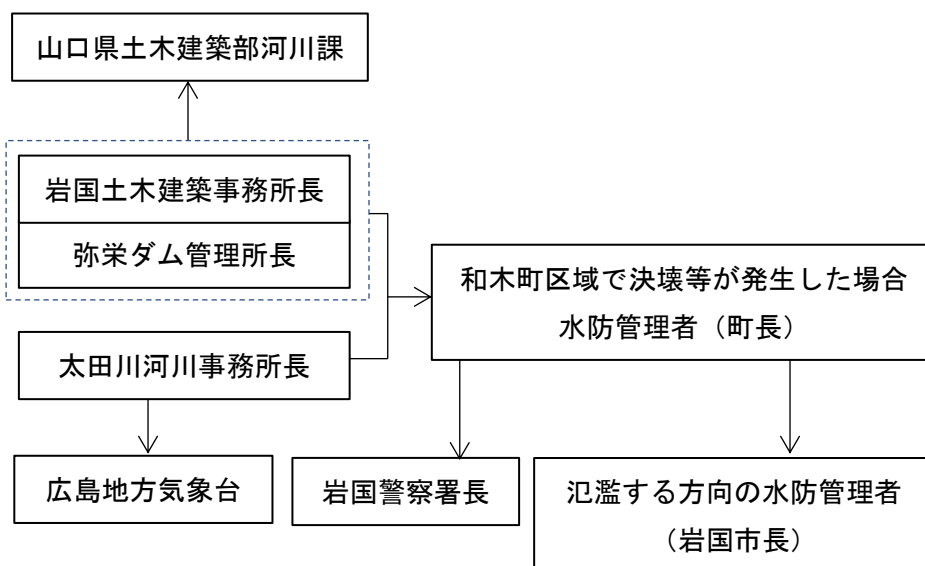 山口県土木建築部河川課
岩国土木建築事務所長
弥栄ダム管理所長
和木町区域で決壊等が発生した場合
水防管理者（町長）
太田川河川事務所長
広島地方気象台
岩国警察署長
氾濫する方向の水防管理者
（岩国市長）